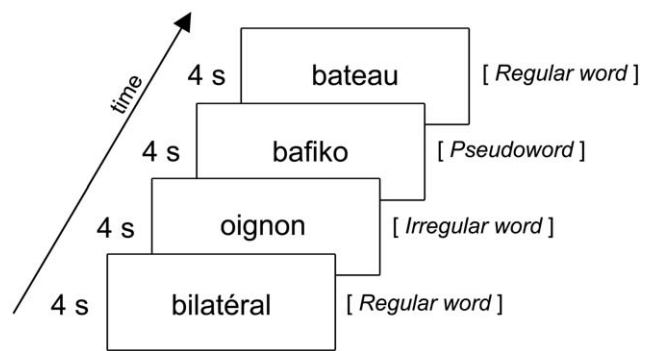 4 s bateau [ Regular word ]
time
4 s bafiko [ Pseudoword ]
4 s oignon [ Irregular word ]
4 s bilatéral [ Regular word ]